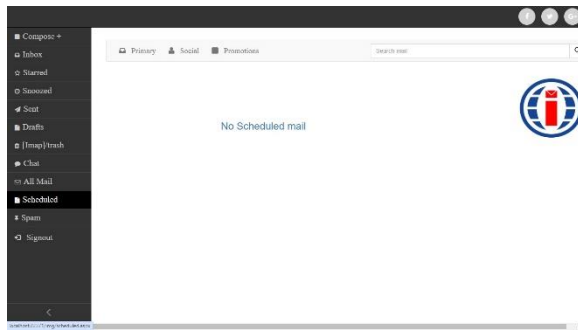 Compose +
Primary Social Promotions Search mail
Inbox
Starred
Snoozed
Sent
Drafts
No Scheduled mail
[Imap]/trash
Chat
All Mail
Scheduled
Spam
Signout